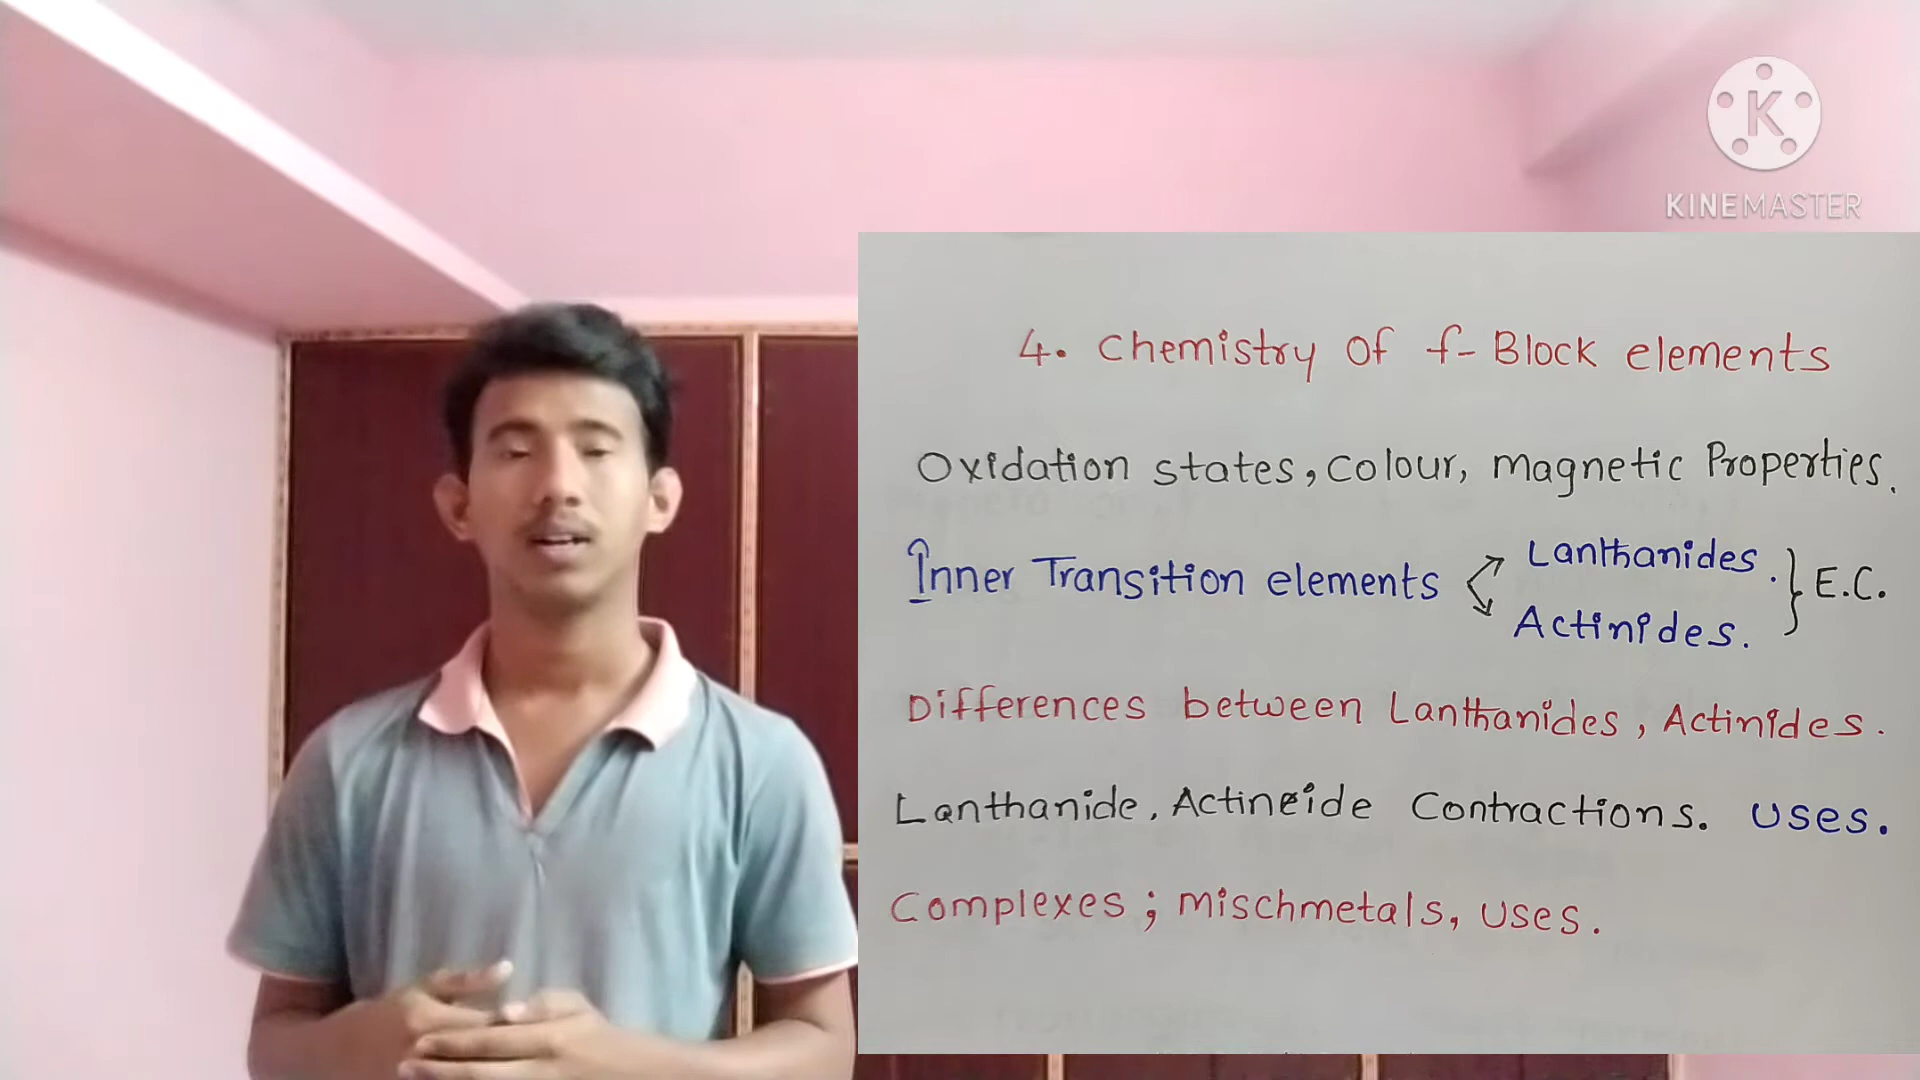 K
KINEMASTER
4. Chemistry Of f-Block elements
Oxidation states, colour, magnetic Properties.
Inner Transition elements Lanthanides. } E.C.
Actinides.
Differences between Lanthanides, Actinides.
Lanthanide, Actineide Contractions. Uses.
Complexes; mischmetals, uses.